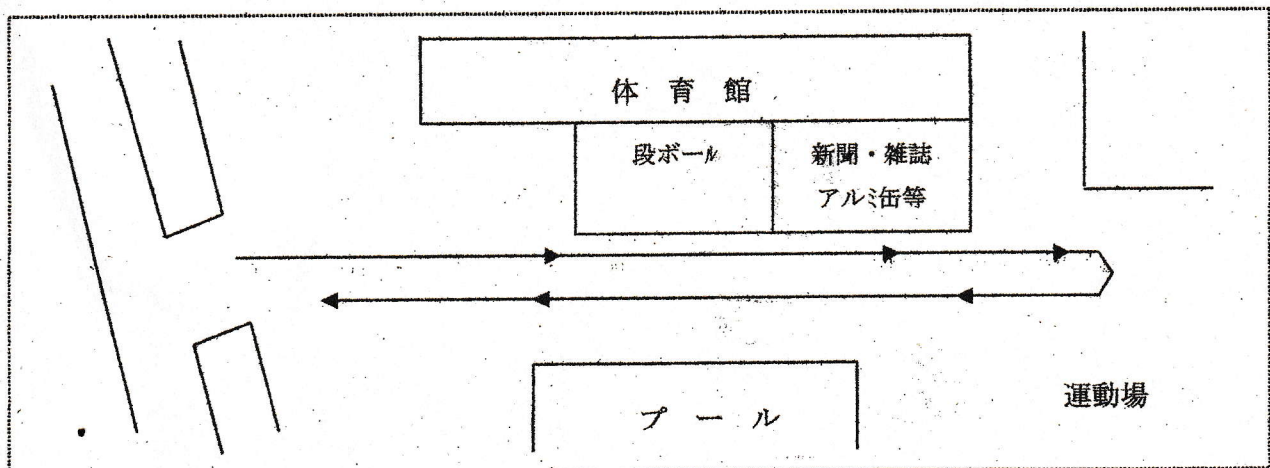 体育館
段ボール
新聞・雑誌
アルミ缶等
プール
運動場